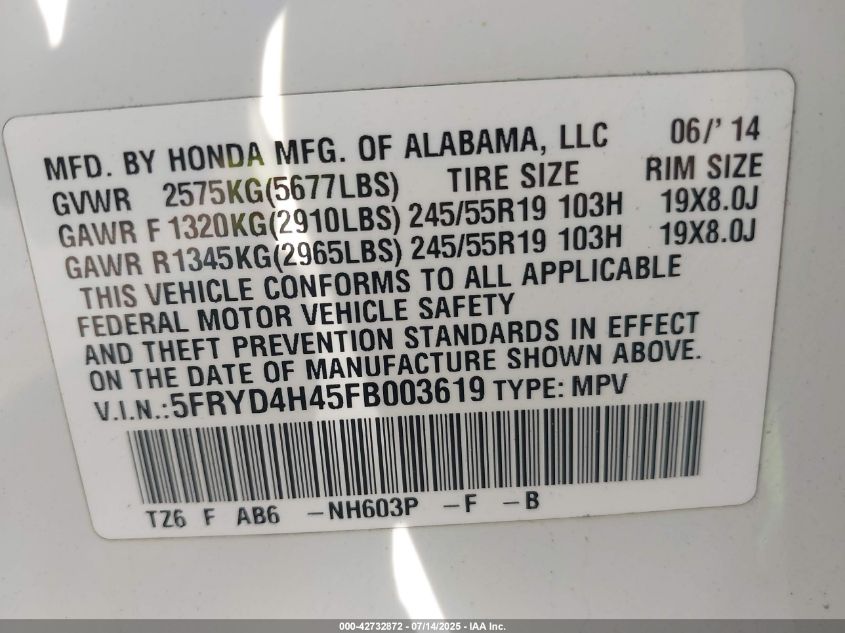 MFD. BY HONDA MFG. OF ALABAMA, LLC 06/' 14
GVWR 2575KG(5677LBS) TIRE SIZE RIM SIZE
GAWR F 1320KG(2910LBS) 245/55R19 103H 19X8.0J
GAWR R1345KG(2965LBS) 245/55R19 103H 19X8.0J
THIS VEHICLE CONFORMS TO ALL APPLICABLE
FEDERAL MOTOR VEHICLE SAFETY
AND THEFT PREVENTION STANDARDS IN EFFECT
ON THE DATE OF MANUFACTURE SHOWN ABOVE.
V.I.N.:5FRYD4H45FB003619 TYPE: MPV
TZ6 F AB6 -NH603P -F -B
000-42732872 - 07/14/2025 - IAA Inc.